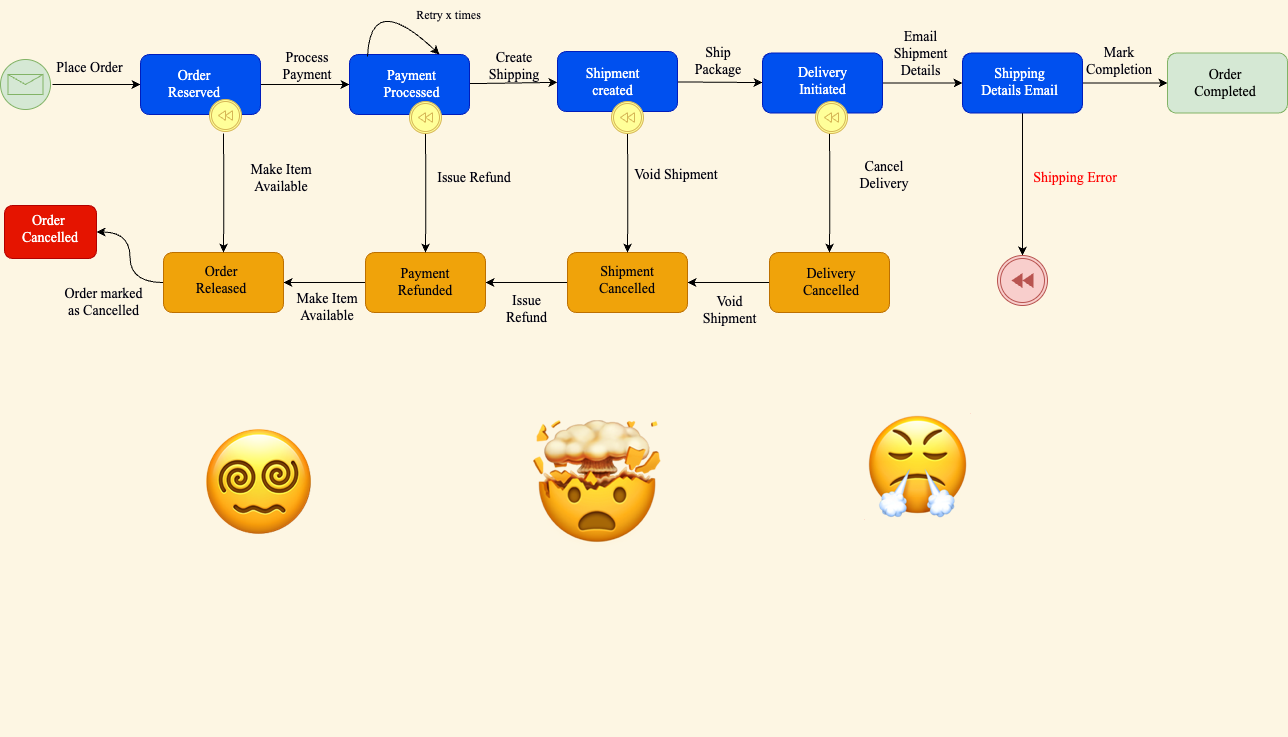 Retry x times
Place Order
Order
Reserved
Process
Payment
Payment
Processed
Create
Shipping
Shipment
created
Ship
Package
Delivery
Initiated
Email
Shipment
Details
Shipping
Details Email
Mark
Completion
Order
Completed
Make Item
Available
Issue Refund
Void Shipment
Cancel
Delivery
Shipping Error
Order
Cancelled
Order marked
as Cancelled
Order
Released
Make Item
Available
Payment
Refunded
Issue
Refund
Shipment
Cancelled
Void
Shipment
Delivery
Cancelled